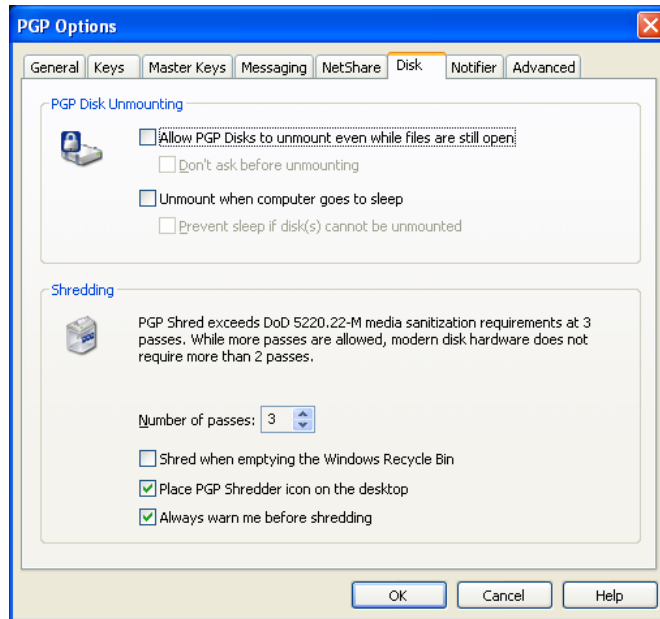 PGP Options
General Keys Master Keys Messaging NetShare Disk Notifier Advanced
PGP Disk Unmounting
Allow PGP Disks to unmount even while files are still open
Don't ask before unmounting
Unmount when computer goes to sleep
Prevent sleep if disk(s) cannot be unmounted
Shredding
PGP Shred exceeds DoD 5220.22-M media sanitization requirements at 3
passes. While more passes are allowed, modern disk hardware does not
require more than 2 passes.
Number of passes: 3
Shred when emptying the Windows Recycle Bin
Place PGP Shredder icon on the desktop
Always warn me before shredding
OK Cancel Help